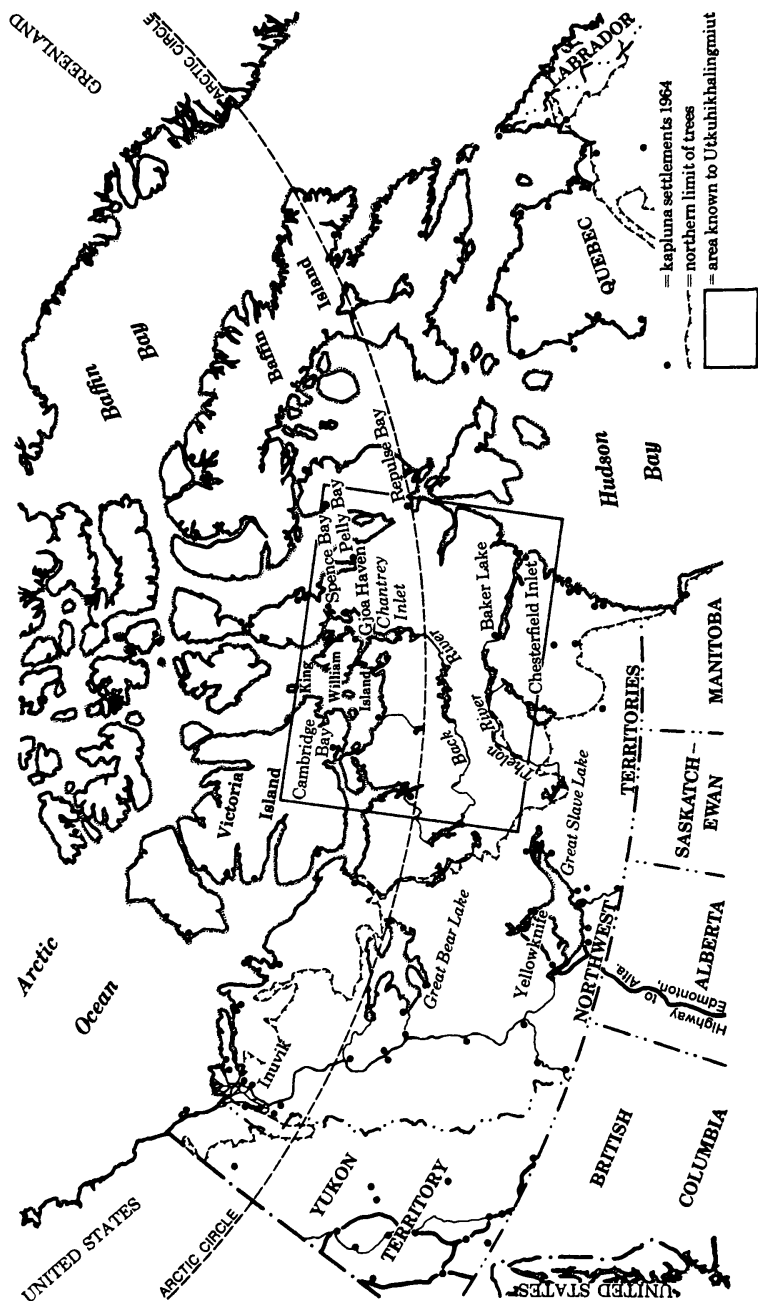 GREENLAND
ARCTIC CIRCLE
Baffin
Bay
Baffin
Island
LABRADOR
QUEBEC
Hudson
Bay
Arctic
Ocean
Victoria
Island
Cambridge
Bay
King
William
Island
Spence Bay
Pelly Bay
Gjoa Haven
Chantrey
Inlet
Repulse Bay
Back
River
Baker Lake
Chesterfield Inlet
Thelon
River
Great Slave Lake
Great Bear Lake
Yellowknife
Inuvik
UNITED STATES
ARCTIC CIRCLE
YUKON
TERRITORY
NORTHWEST
TERRITORIES
UNITED STATES
BRITISH
COLUMBIA
ALBERTA
Highway
to Alta.
Edmonton,
SASKATCH-
EWAN
MANITOBA
= kapluna settlements 1964
= northern limit of trees
= area known to Utkuhikhalingmiut